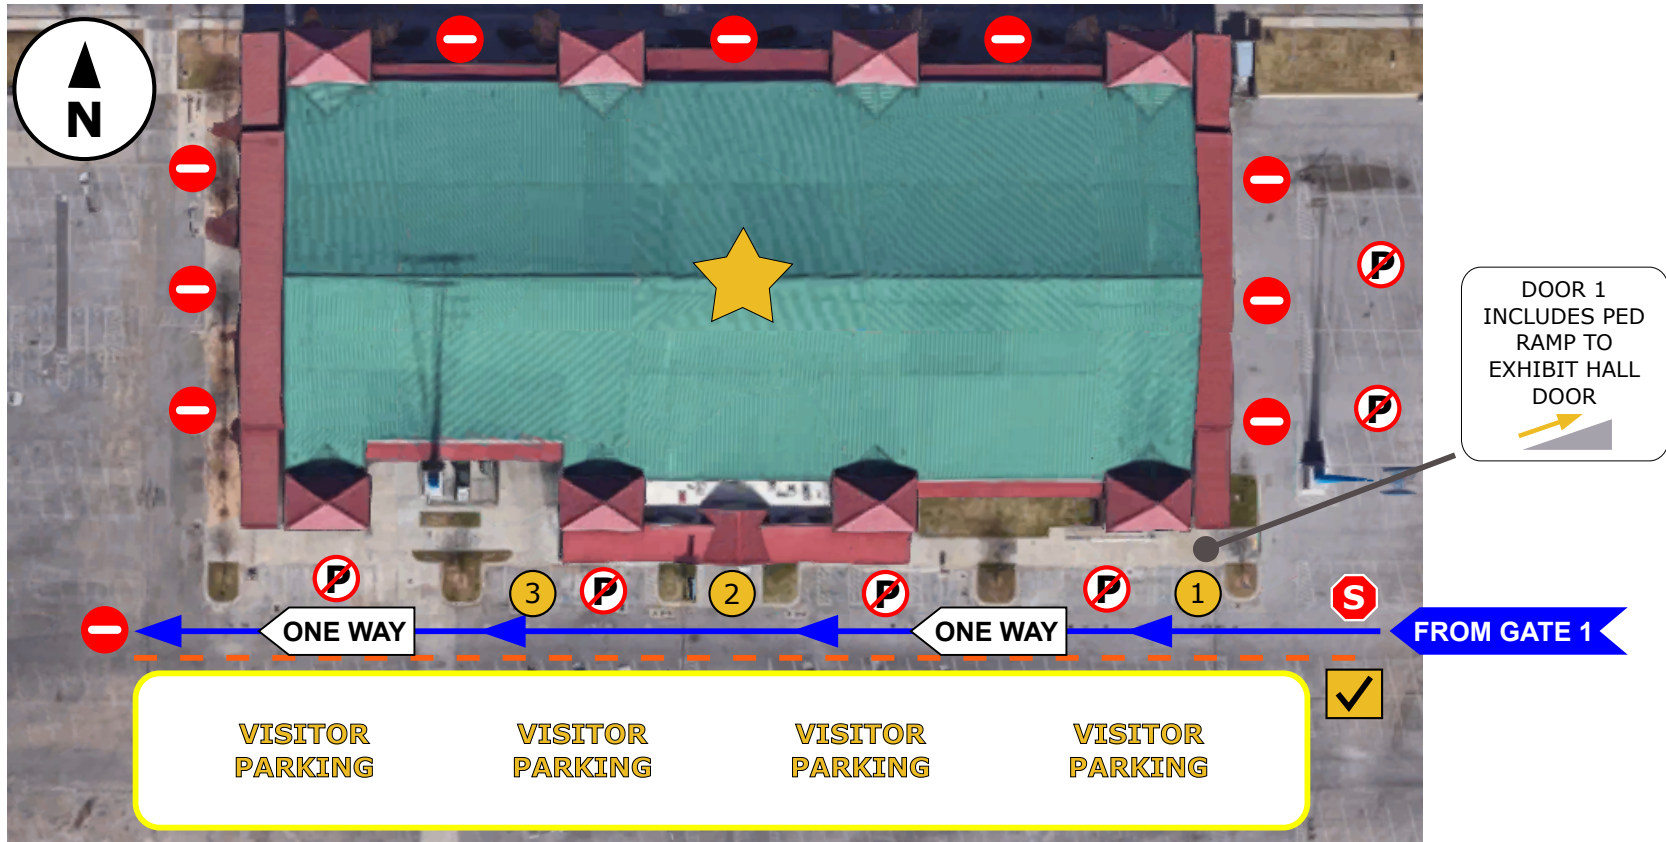 N
P
DOOR 1
INCLUDES PED
RAMP TO
EXHIBIT HALL
DOOR
P
P
3
P
2
P
P
1
S
ONE WAY
ONE WAY
FROM GATE 1
VISITOR
PARKING
VISITOR
PARKING
VISITOR
PARKING
VISITOR
PARKING